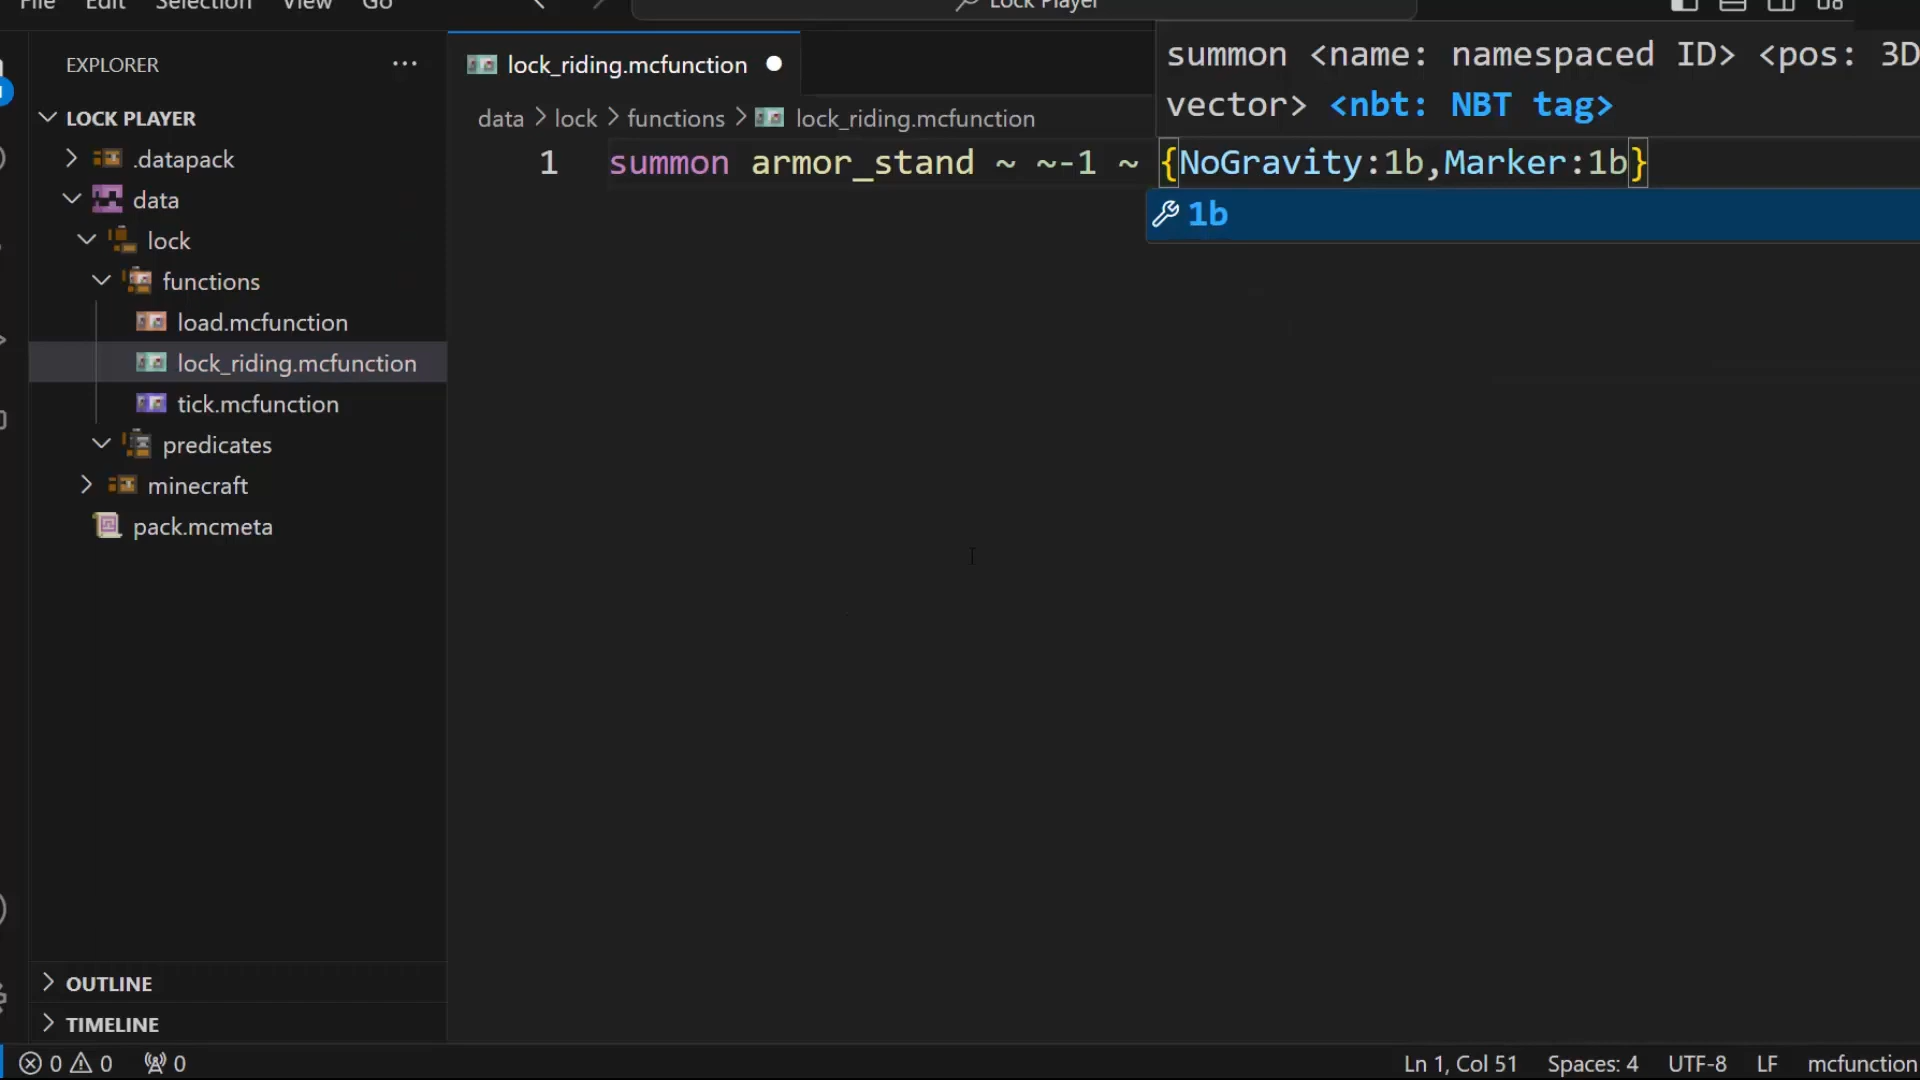 File Edit Selection View Go
Lock Player
EXPLORER
LOCK PLAYER
.datapack
data
lock
functions
load.mcfunction
lock_riding.mcfunction
tick.mcfunction
predicates
minecraft
pack.mcmeta
OUTLINE
TIMELINE
lock_riding.mcfunction
data > lock > functions > lock_riding.mcfunction
summon <name: namespaced ID> <pos: 3D
vector> <nbt: NBT tag>
1 summon armor_stand ~ ~-1 ~ {NoGravity:1b,Marker:1b}
1b
0 0 0
Ln 1, Col 51 Spaces: 4 UTF-8 LF mcfunction